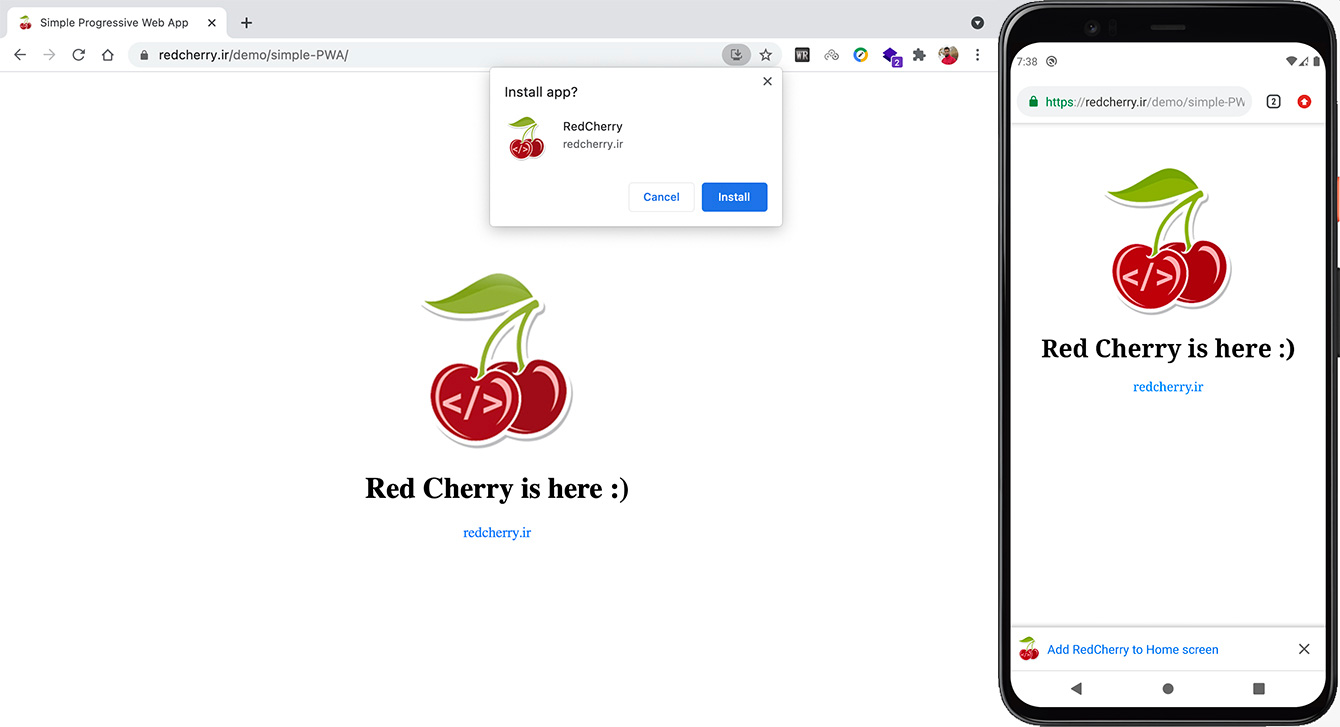 Simple Progressive Web App
redcherry.ir/demo/simple-PWA/
WR
2
Install app?
RedCherry
redcherry.ir
Cancel
Install
</>
Red Cherry is here :)
redcherry.ir
7:38
https://redcherry.ir/demo/simple-PW
2
</>
Red Cherry is here :)
redcherry.ir
Add RedCherry to Home screen